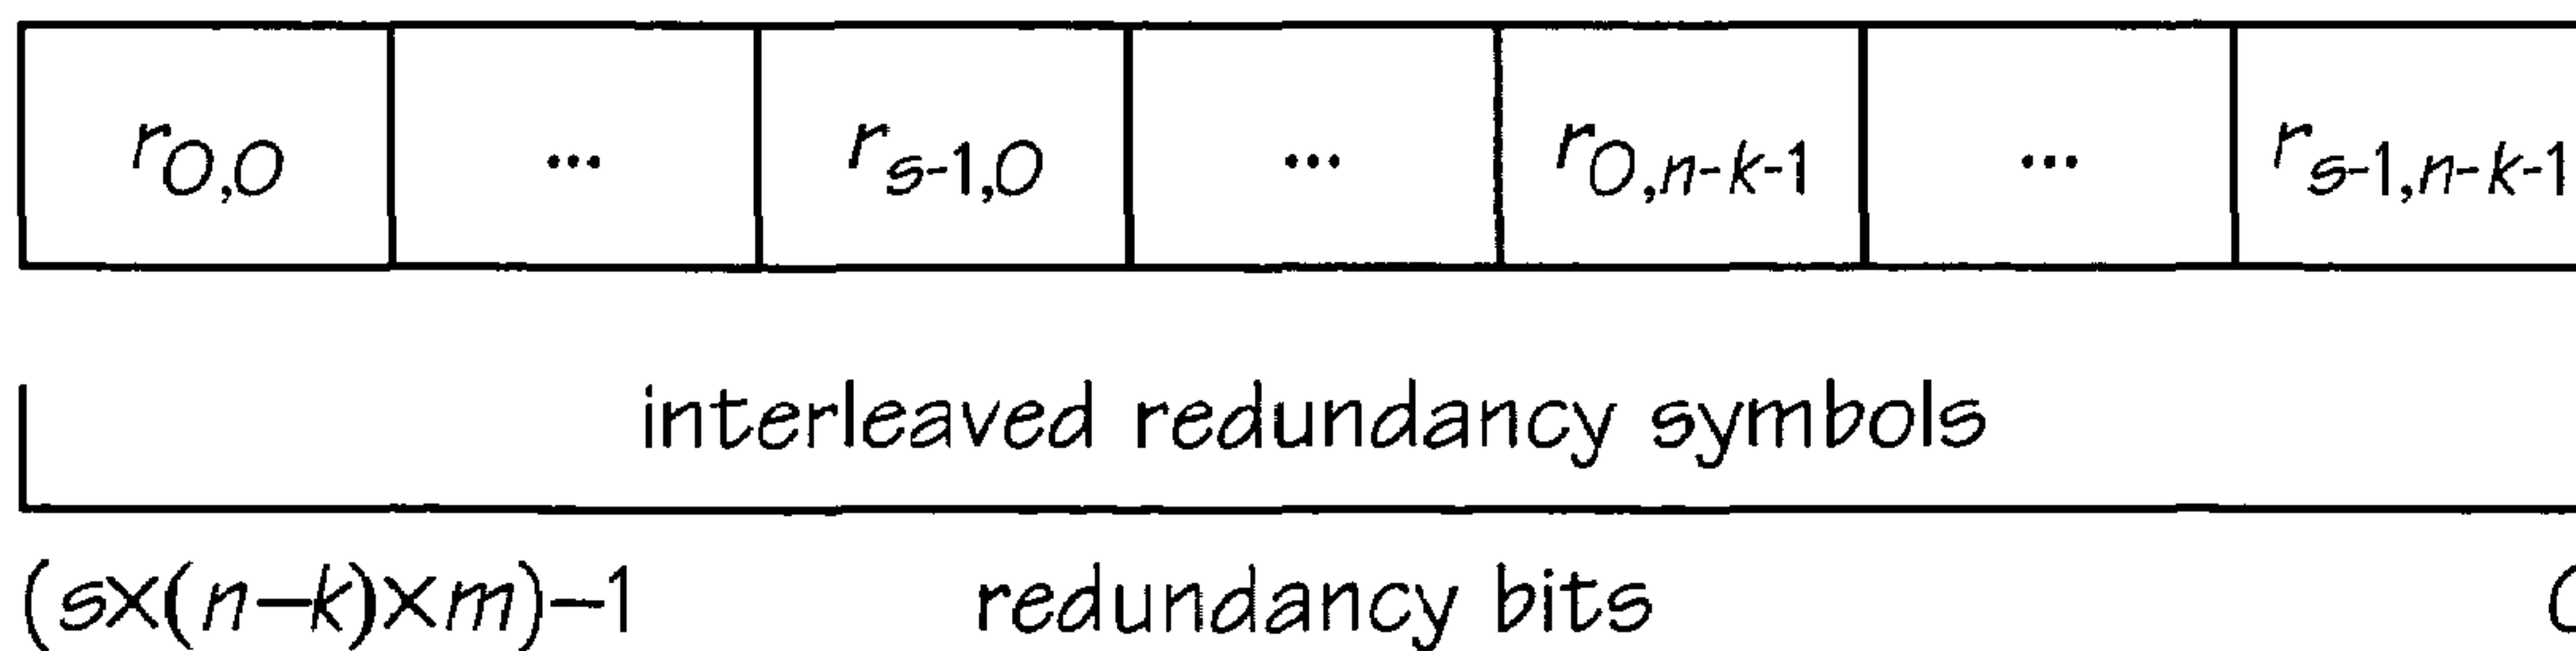 r0,0 ... rs-1,0 ... r0,n-k-1 ... rs-1,n-k-1
interleaved redundancy symbols
(s×(n−k)×m)−1 redundancy bits